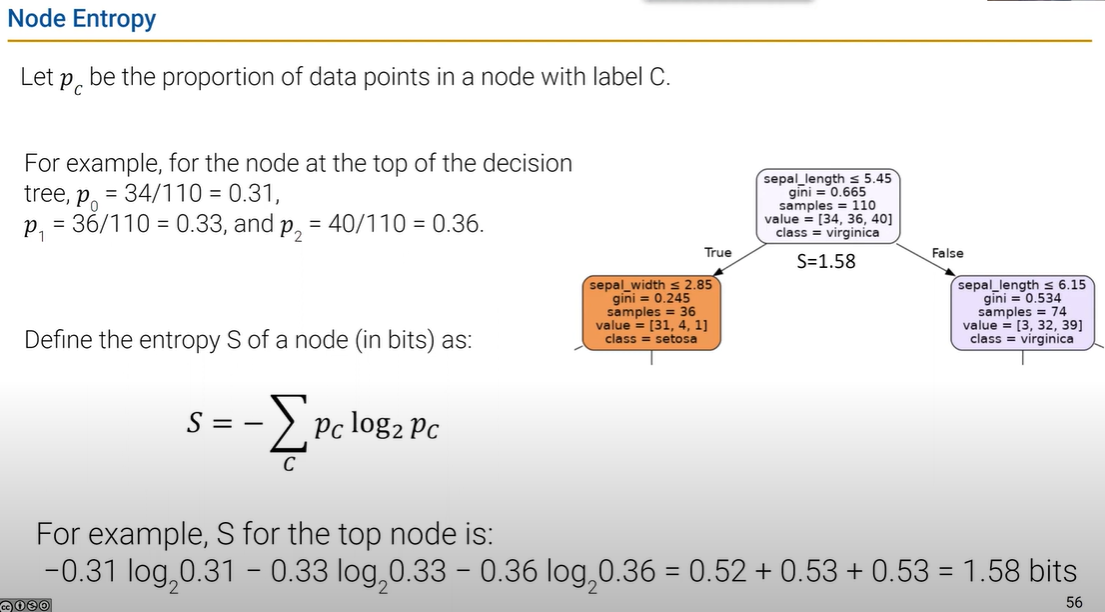 Node Entropy
Let p_c be the proportion of data points in a node with label C.
For example, for the node at the top of the decision
tree, p_0 = 34/110 = 0.31,
p_1 = 36/110 = 0.33, and p_2 = 40/110 = 0.36.
sepal_length ≤ 5.45
gini = 0.665
samples = 110
value = [34, 36, 40]
class = virginica
True
S=1.58
False
sepal_width ≤ 2.85
gini = 0.245
samples = 36
value = [31, 4, 1]
class = setosa
sepal_length ≤ 6.15
gini = 0.534
samples = 74
value = [3, 32, 39]
class = virginica
Define the entropy S of a node (in bits) as:
S = − ∑_C p_C log_2 p_C
For example, S for the top node is:
−0.31 log_2 0.31 − 0.33 log_2 0.33 − 0.36 log_2 0.36 = 0.52 + 0.53 + 0.53 = 1.58 bits
56